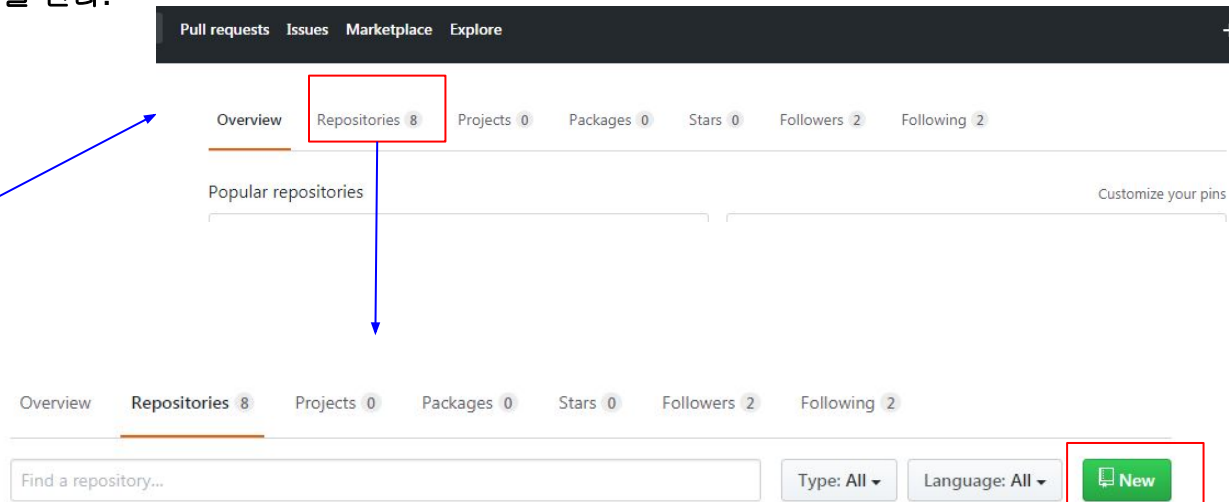 Pull requests Issues Marketplace Explore
Overview Repositories 8 Projects 0 Packages 0 Stars 0 Followers 2 Following 2
Popular repositories Customize your pins
Overview Repositories 8 Projects 0 Packages 0 Stars 0 Followers 2 Following 2
Find a repository... Type: All Language: All New